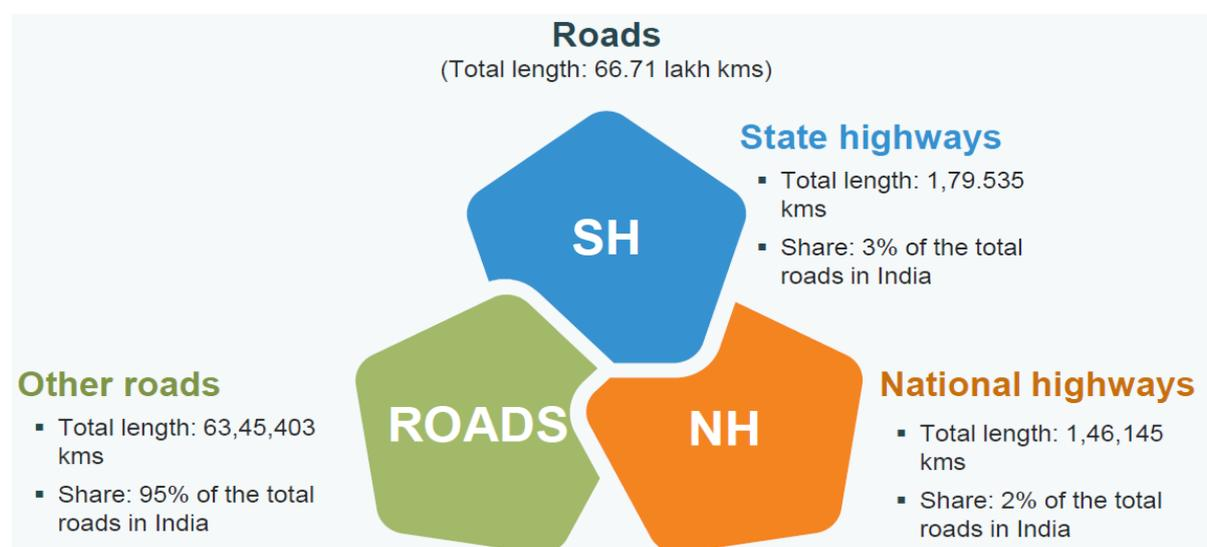 Roads
(Total length: 66.71 lakh kms)
State highways
▪ Total length: 1,79.535
kms
▪ Share: 3% of the total
roads in India
SH
Other roads
▪ Total length: 63,45,403
kms
▪ Share: 95% of the total
roads in India
ROADS
NH
National highways
▪ Total length: 1,46,145
kms
▪ Share: 2% of the total
roads in India